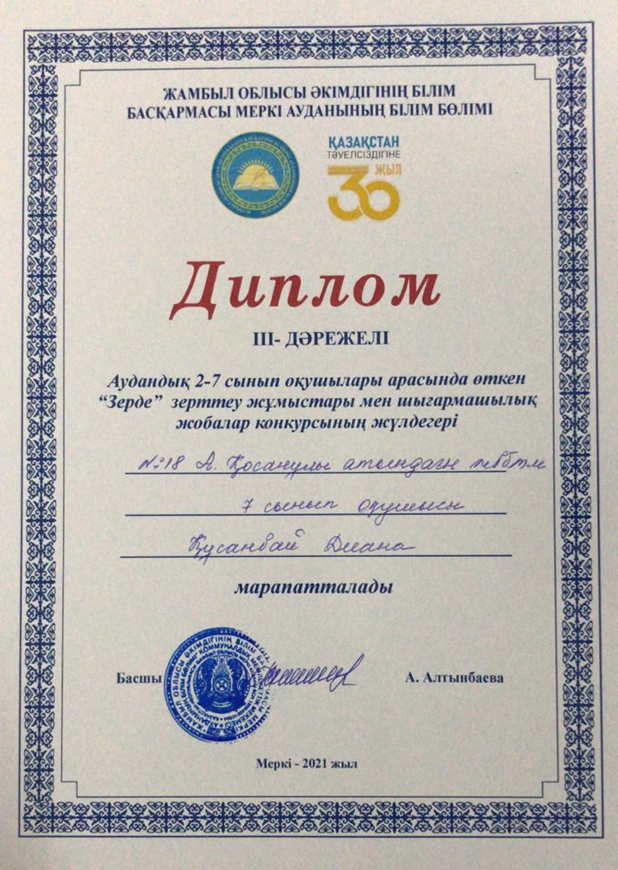 ЖАМБЫЛ ОБЛЫСЫ ӘКІМДІГІНІҢ БІЛІМ
БАСҚАРМАСЫ МЕРКІ АУДАНЫНЫҢ БІЛІМ БӨЛІМІ
ҚАЗАҚСТАН
ТӘУЕЛСІЗДІГІНЕ
30 ЖЫЛ
Диплом
III- ДӘРЕЖЕЛІ
Аудандық 2-7 сынып оқушылары арасында өткен
“Зерде” зерттеу жұмыстары мен шығармашылық
жобалар конкурсының жүлдегері
№18 А. Қосанұлы атындағы
7 сынып оқушысы
Құсанбай Диана
марапатталады
Басшы
А. Алтынбаева
Меркі - 2021 жыл